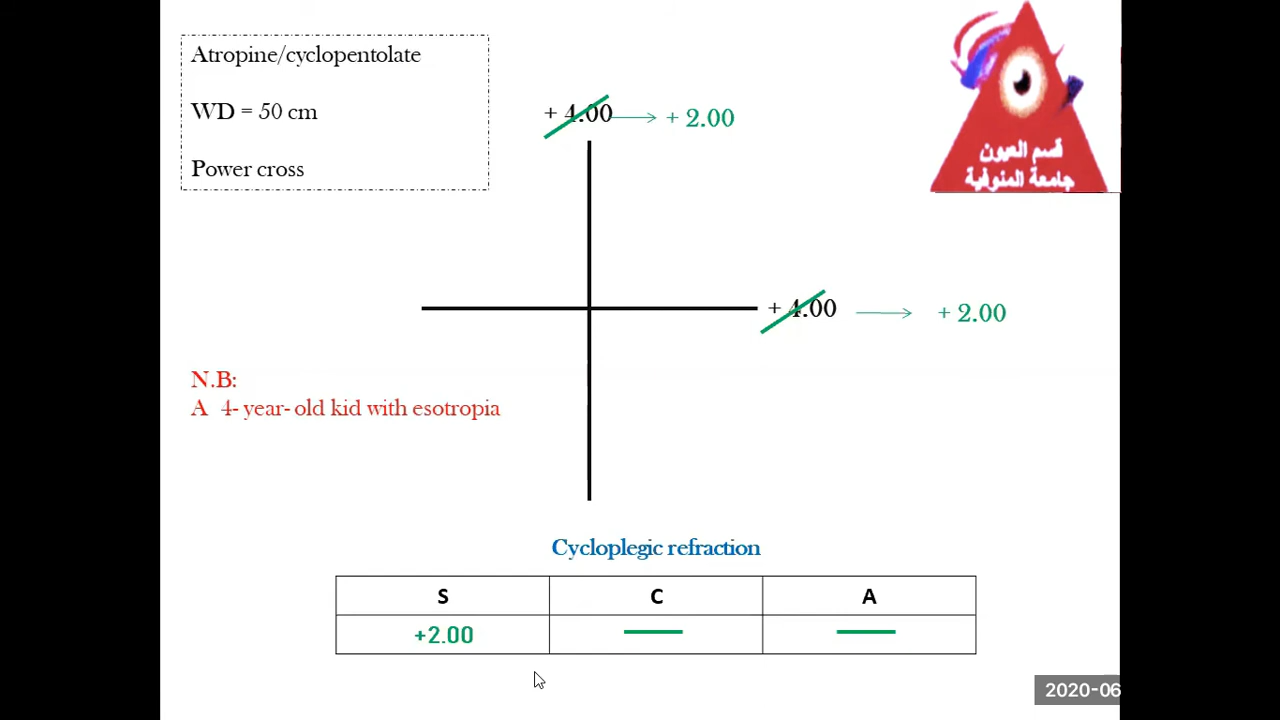 Atropine/cyclopentolate
WD = 50 cm
Power cross
+ 4.00 → + 2.00
+ 4.00 → + 2.00
قسم العيون
جامعة المنوفية
N.B:
A 4- year- old kid with esotropia
Cycloplegic refraction
S C A
+2.00 — —
2020-06